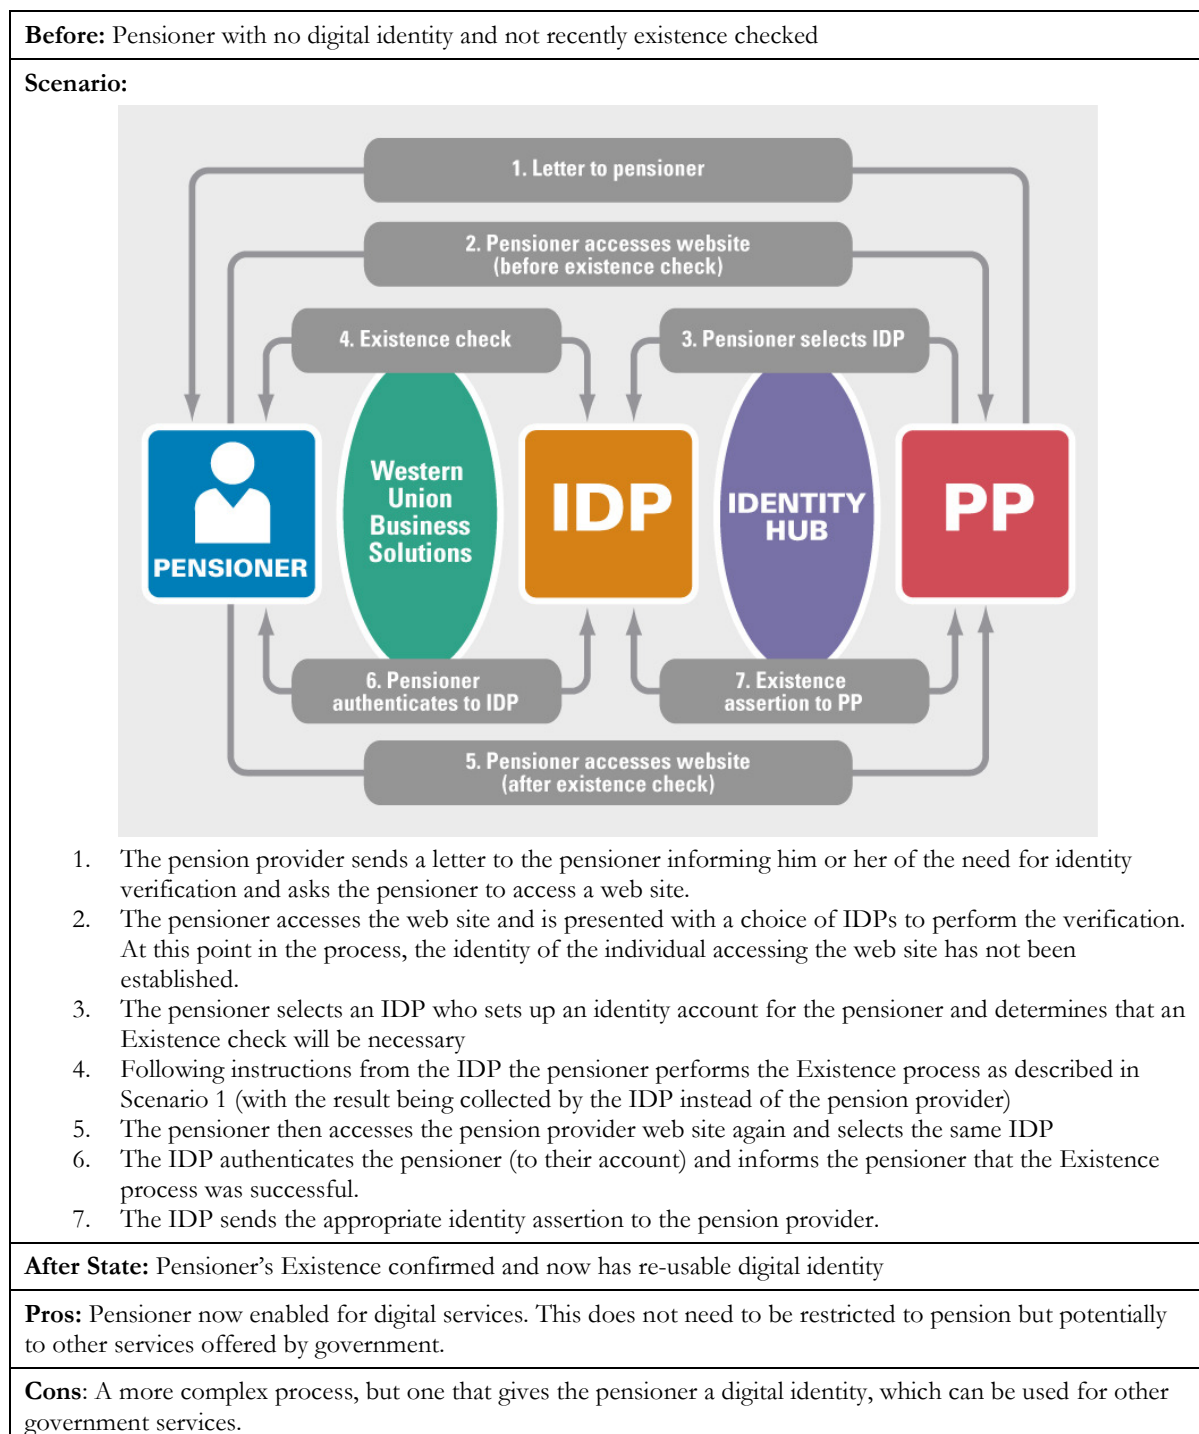 Before: Pensioner with no digital identity and not recently existence checked
Scenario:
1. Letter to pensioner
2. Pensioner accesses website
(before existence check)
4. Existence check
3. Pensioner selects IDP
PENSIONER
Western
Union
Business
Solutions
IDP
IDENTITY
HUB
PP
6. Pensioner
authenticates to IDP
7. Existence
assertion to PP
5. Pensioner accesses website
(after existence check)
1. The pension provider sends a letter to the pensioner informing him or her of the need for identity
verification and asks the pensioner to access a web site.
2. The pensioner accesses the web site and is presented with a choice of IDPs to perform the verification.
At this point in the process, the identity of the individual accessing the web site has not been
established.
3. The pensioner selects an IDP who sets up an identity account for the pensioner and determines that an
Existence check will be necessary
4. Following instructions from the IDP the pensioner performs the Existence process as described in
Scenario 1 (with the result being collected by the IDP instead of the pension provider)
5. The pensioner then accesses the pension provider web site again and selects the same IDP
6. The IDP authenticates the pensioner (to their account) and informs the pensioner that the Existence
process was successful.
7. The IDP sends the appropriate identity assertion to the pension provider.
After State: Pensioner’s Existence confirmed and now has re-usable digital identity
Pros: Pensioner now enabled for digital services. This does not need to be restricted to pension but potentially
to other services offered by government.
Cons: A more complex process, but one that gives the pensioner a digital identity, which can be used for other
government services.